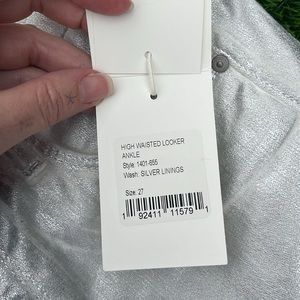 HIGH WAISTED LOOKER
ANKLE
Style: 1401-655
Wash: SILVER LININGS
Size: 27
1 92411 11579 1